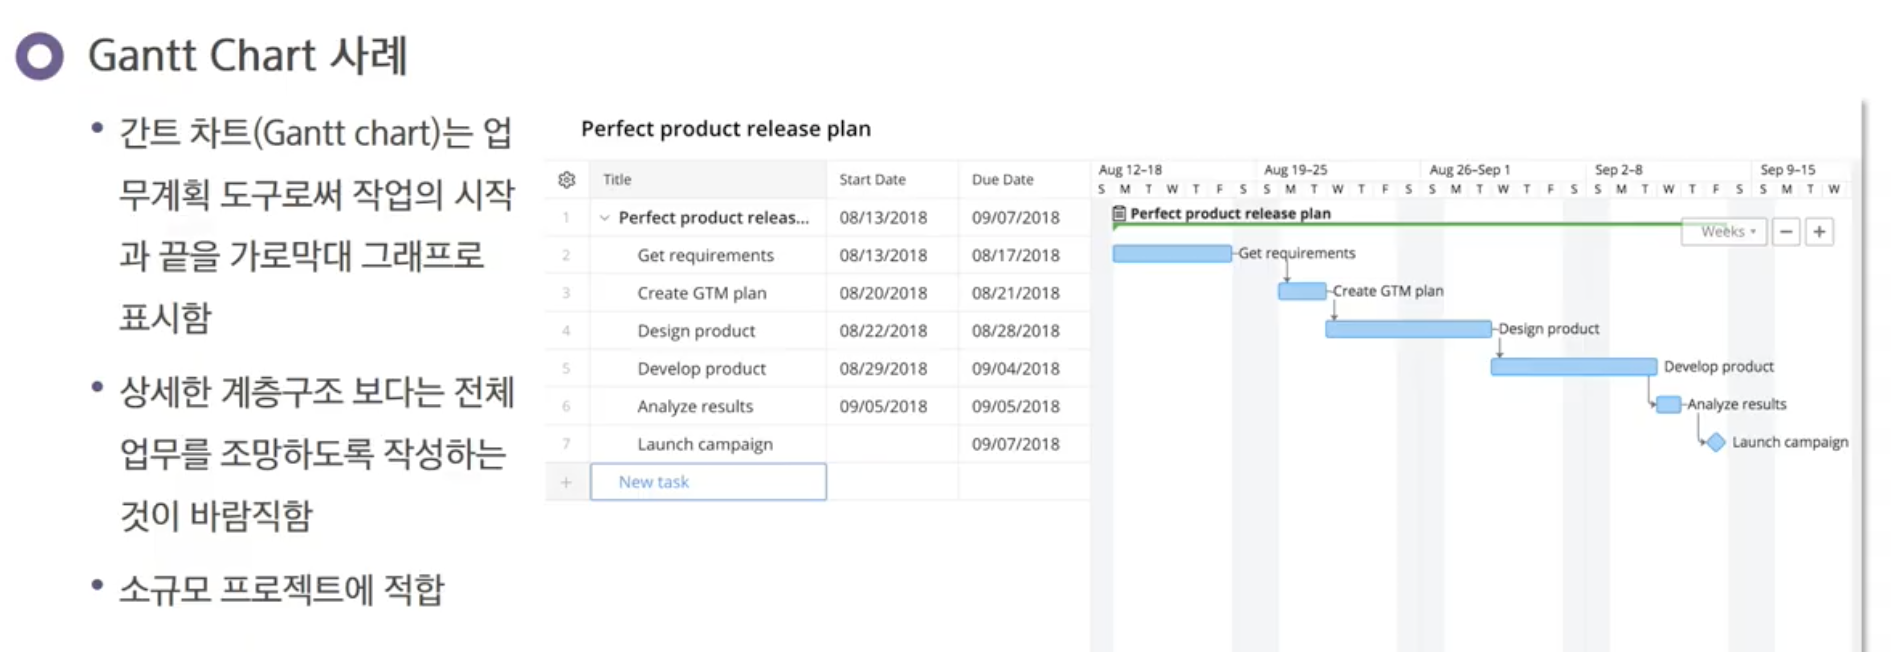 Gantt Chart 사례
• 간트 차트(Gantt chart)는 업
무계획 도구로써 작업의 시작
과 끝을 가로막대 그래프로
표시함
• 상세한 계층구조 보다는 전체
업무를 조망하도록 작성하는
것이 바람직함
• 소규모 프로젝트에 적합
Perfect product release plan
Title Start Date Due Date
1 Perfect product releas... 08/13/2018 09/07/2018
2 Get requirements 08/13/2018 08/17/2018
3 Create GTM plan 08/20/2018 08/21/2018
4 Design product 08/22/2018 08/28/2018
5 Develop product 08/29/2018 09/04/2018
6 Analyze results 09/05/2018 09/05/2018
7 Launch campaign 09/07/2018
+ New task
Aug 12–18 Aug 19–25 Aug 26–Sep 1 Sep 2–8 Sep 9–15
S M T W T F S S M T W T F S S M T W T F S S M T W T F S S M T W
Perfect product release plan
Weeks − +
Get requirements
Create GTM plan
Design product
Develop product
Analyze results
Launch campaign